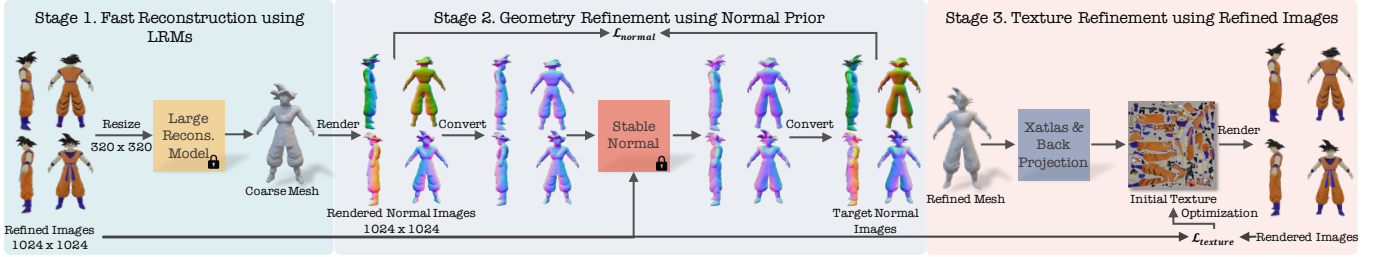 Stage 1. Fast Reconstruction using
LRMs
Resize
320 x 320
Large
Recons.
Model
Coarse Mesh
Refined Images
1024 x 1024
Stage 2. Geometry Refinement using Normal Prior
ℒnormal
Render
Convert
Stable
Normal
Convert
Rendered Normal Images
1024 x 1024
Target Normal
Images
Stage 3. Texture Refinement using Refined Images
Refined Mesh
Xatlas &
Back
Projection
Initial Texture
Render
Optimization
ℒtexture
Rendered Images